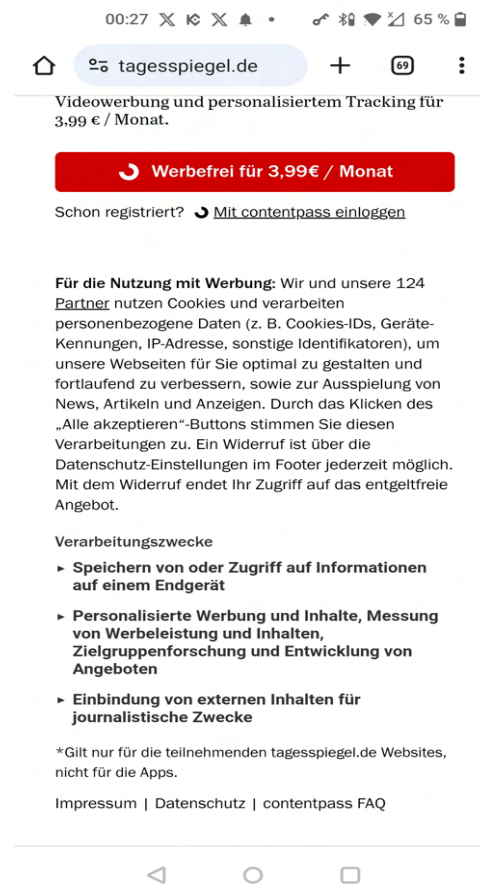 00:27 65 %
tagesspiegel.de 69
Videowerbung und personalisiertem Tracking für
3,99 € / Monat.
Werbefrei für 3,99€ / Monat
Schon registriert? Mit contentpass einloggen
Für die Nutzung mit Werbung: Wir und unsere 124
Partner nutzen Cookies und verarbeiten
personenbezogene Daten (z. B. Cookies-IDs, Geräte-
Kennungen, IP-Adresse, sonstige Identifikatoren), um
unsere Webseiten für Sie optimal zu gestalten und
fortlaufend zu verbessern, sowie zur Ausspielung von
News, Artikeln und Anzeigen. Durch das Klicken des
„Alle akzeptieren“-Buttons stimmen Sie diesen
Verarbeitungen zu. Ein Widerruf ist über die
Datenschutz-Einstellungen im Footer jederzeit möglich.
Mit dem Widerruf endet Ihr Zugriff auf das entgeltfreie
Angebot.
Verarbeitungszwecke
► Speichern von oder Zugriff auf Informationen
auf einem Endgerät
► Personalisierte Werbung und Inhalte, Messung
von Werbeleistung und Inhalten,
Zielgruppenforschung und Entwicklung von
Angeboten
► Einbindung von externen Inhalten für
journalistische Zwecke
*Gilt nur für die teilnehmenden tagesspiegel.de Websites,
nicht für die Apps.
Impressum | Datenschutz | contentpass FAQ